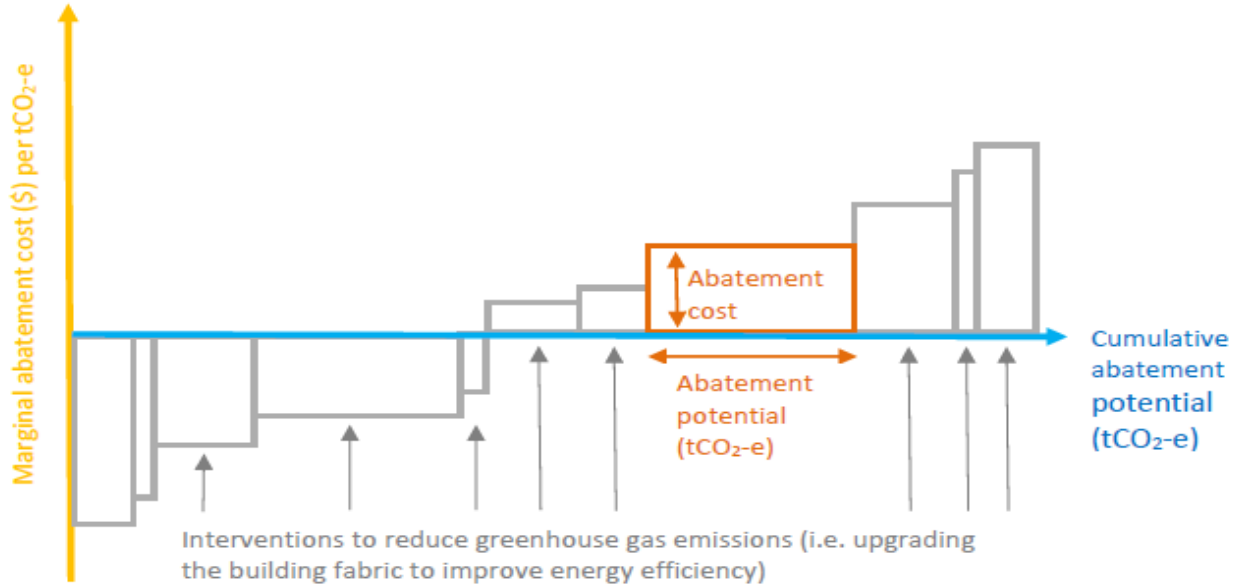 Marginal abatement cost ($) per tCO₂-e
Abatement
cost
Abatement
potential
(tCO₂-e)
Cumulative
abatement
potential
(tCO₂-e)
Interventions to reduce greenhouse gas emissions (i.e. upgrading
the building fabric to improve energy efficiency)